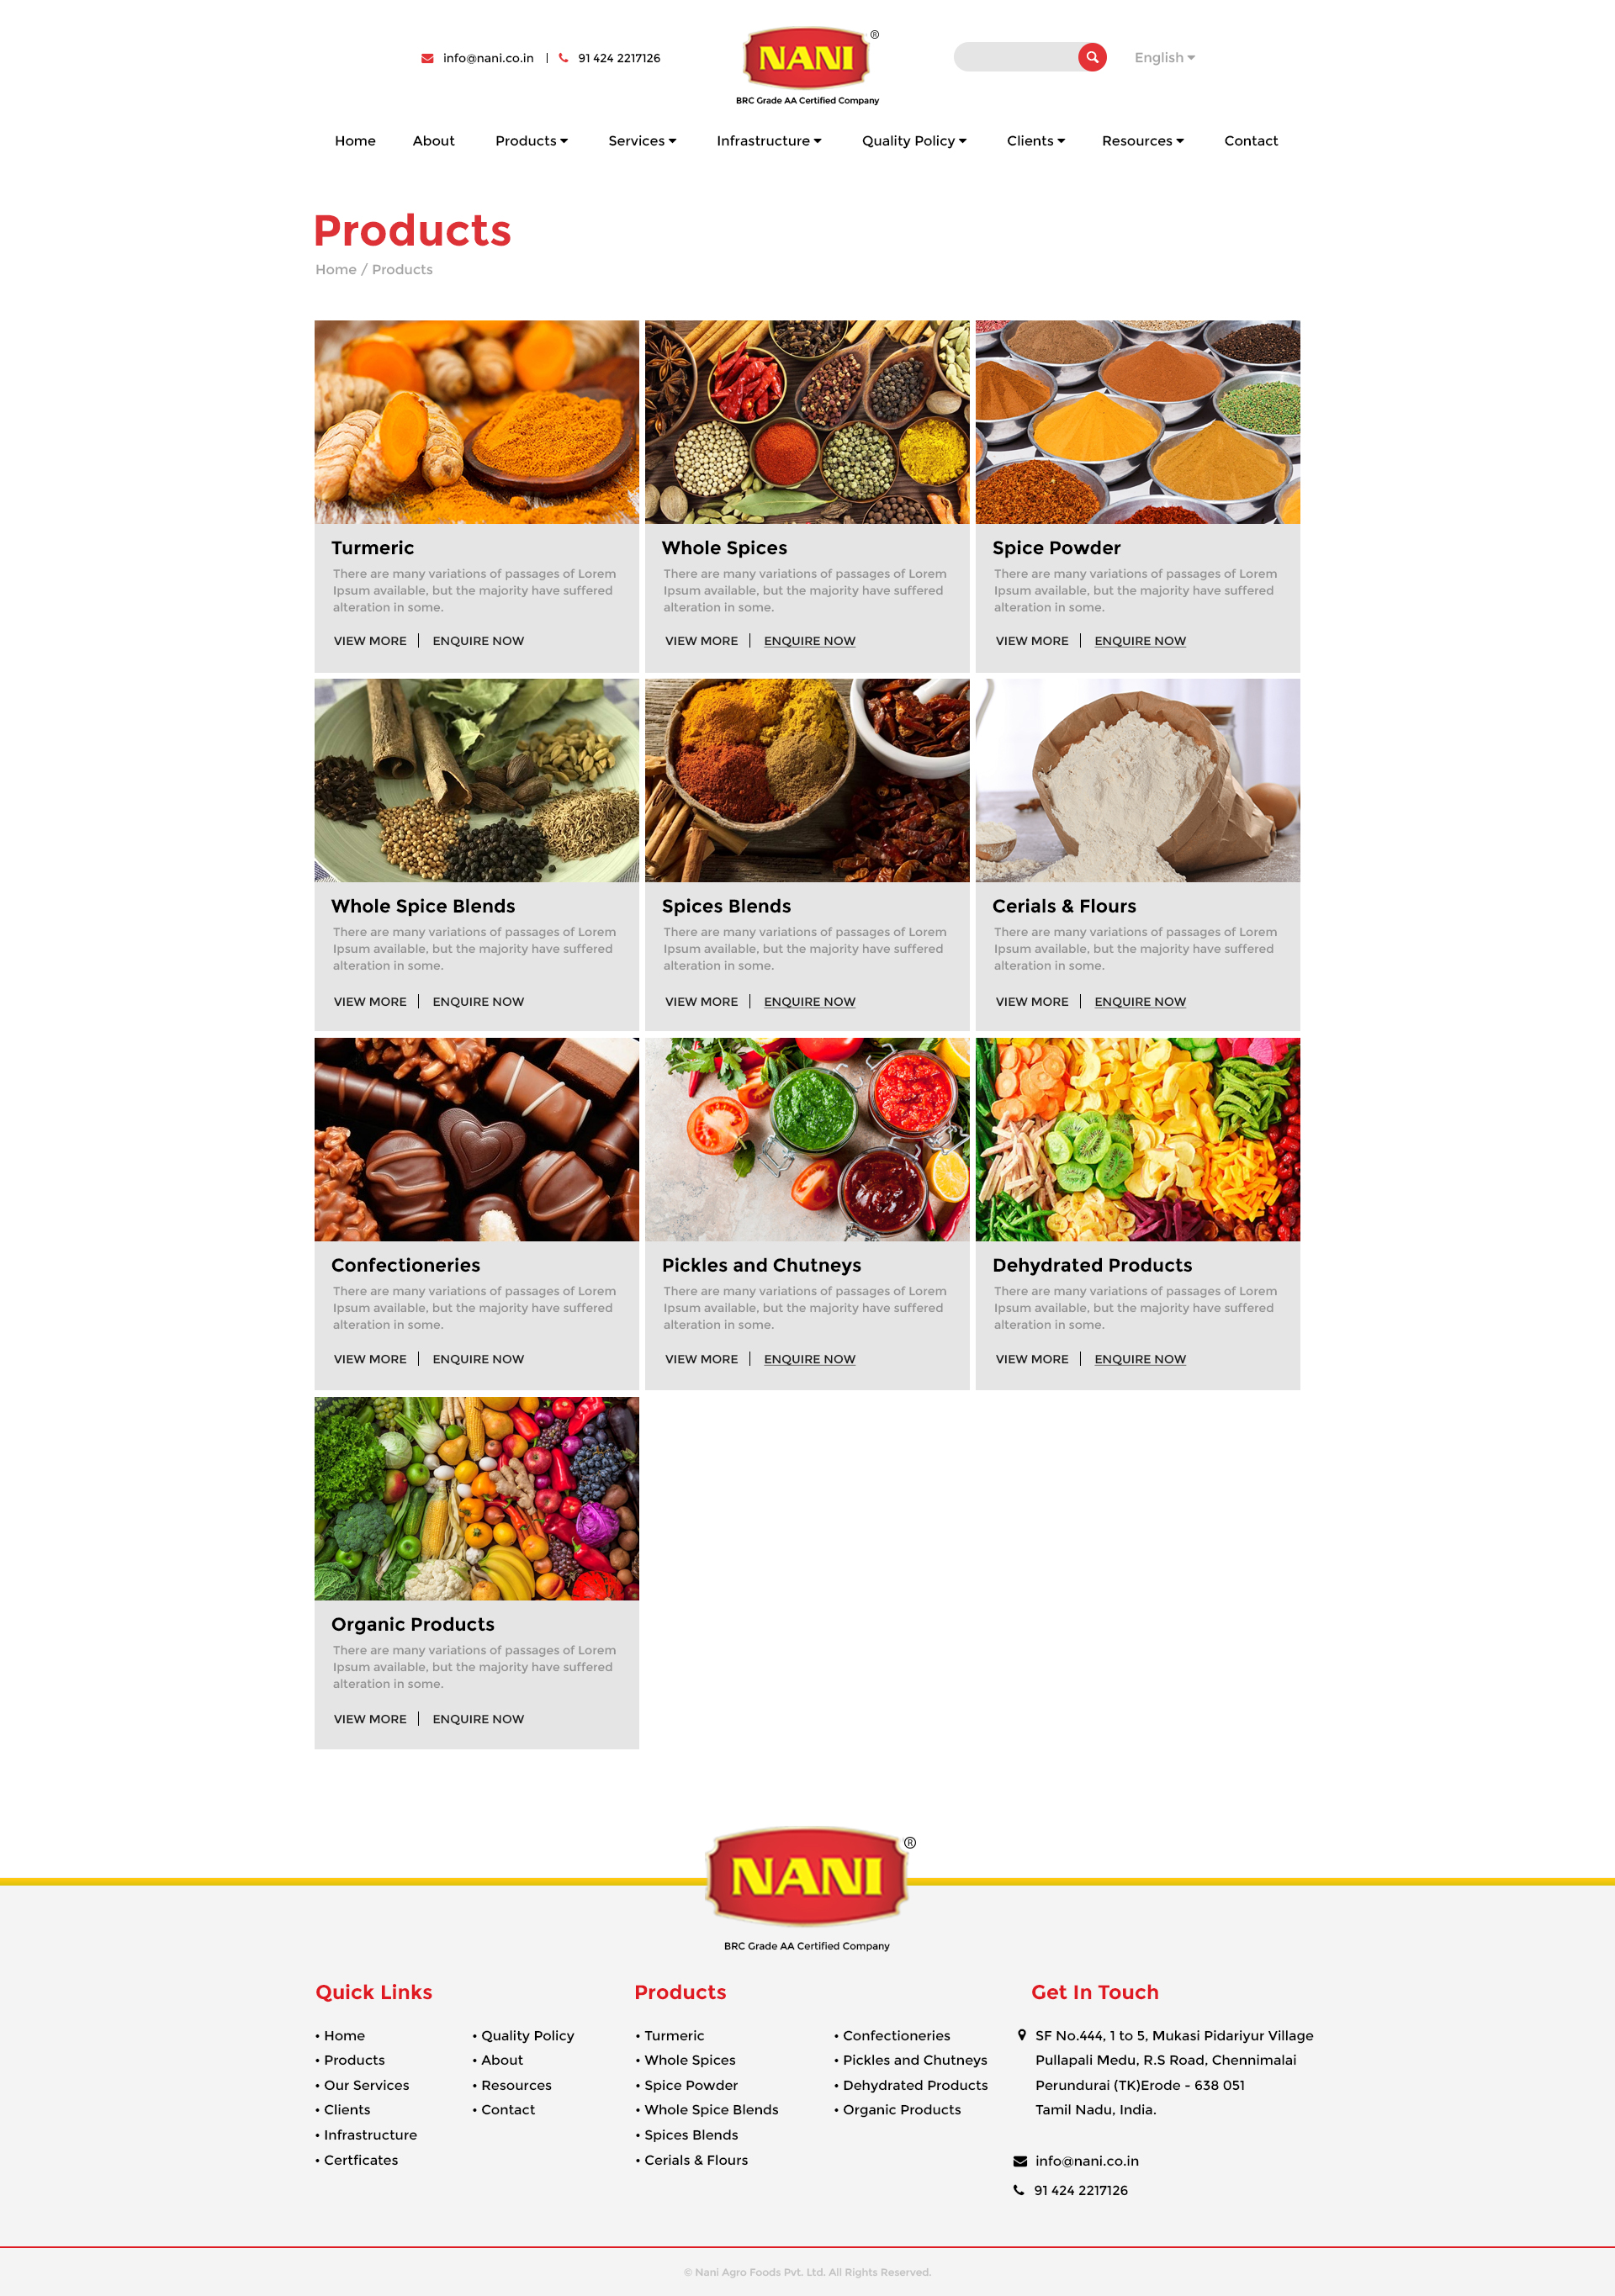 info@nani.co.in | 91 424 2217126
NANI ®
BRC Grade AA Certified Company
English
Home About Products Services Infrastructure Quality Policy Clients Resources Contact
Products
Home / Products
Turmeric
There are many variations of passages of Lorem
Ipsum available, but the majority have suffered
alteration in some.
VIEW MORE | ENQUIRE NOW
Whole Spices
There are many variations of passages of Lorem
Ipsum available, but the majority have suffered
alteration in some.
VIEW MORE | ENQUIRE NOW
Spice Powder
There are many variations of passages of Lorem
Ipsum available, but the majority have suffered
alteration in some.
VIEW MORE | ENQUIRE NOW
Whole Spice Blends
There are many variations of passages of Lorem
Ipsum available, but the majority have suffered
alteration in some.
VIEW MORE | ENQUIRE NOW
Spices Blends
There are many variations of passages of Lorem
Ipsum available, but the majority have suffered
alteration in some.
VIEW MORE | ENQUIRE NOW
Cerials & Flours
There are many variations of passages of Lorem
Ipsum available, but the majority have suffered
alteration in some.
VIEW MORE | ENQUIRE NOW
Confectioneries
There are many variations of passages of Lorem
Ipsum available, but the majority have suffered
alteration in some.
VIEW MORE | ENQUIRE NOW
Pickles and Chutneys
There are many variations of passages of Lorem
Ipsum available, but the majority have suffered
alteration in some.
VIEW MORE | ENQUIRE NOW
Dehydrated Products
There are many variations of passages of Lorem
Ipsum available, but the majority have suffered
alteration in some.
VIEW MORE | ENQUIRE NOW
Organic Products
There are many variations of passages of Lorem
Ipsum available, but the majority have suffered
alteration in some.
VIEW MORE | ENQUIRE NOW
NANI ®
BRC Grade AA Certified Company
Quick Links
• Home
• Products
• Our Services
• Clients
• Infrastructure
• Certficates
• Quality Policy
• About
• Resources
• Contact
Products
• Turmeric
• Whole Spices
• Spice Powder
• Whole Spice Blends
• Spices Blends
• Cerials & Flours
• Confectioneries
• Pickles and Chutneys
• Dehydrated Products
• Organic Products
Get In Touch
SF No.444, 1 to 5, Mukasi Pidariyur Village
Pullapali Medu, R.S Road, Chennimalai
Perundurai (TK)Erode - 638 051
Tamil Nadu, India.
info@nani.co.in
91 424 2217126
© Nani Agro Foods Pvt. Ltd. All Rights Reserved.